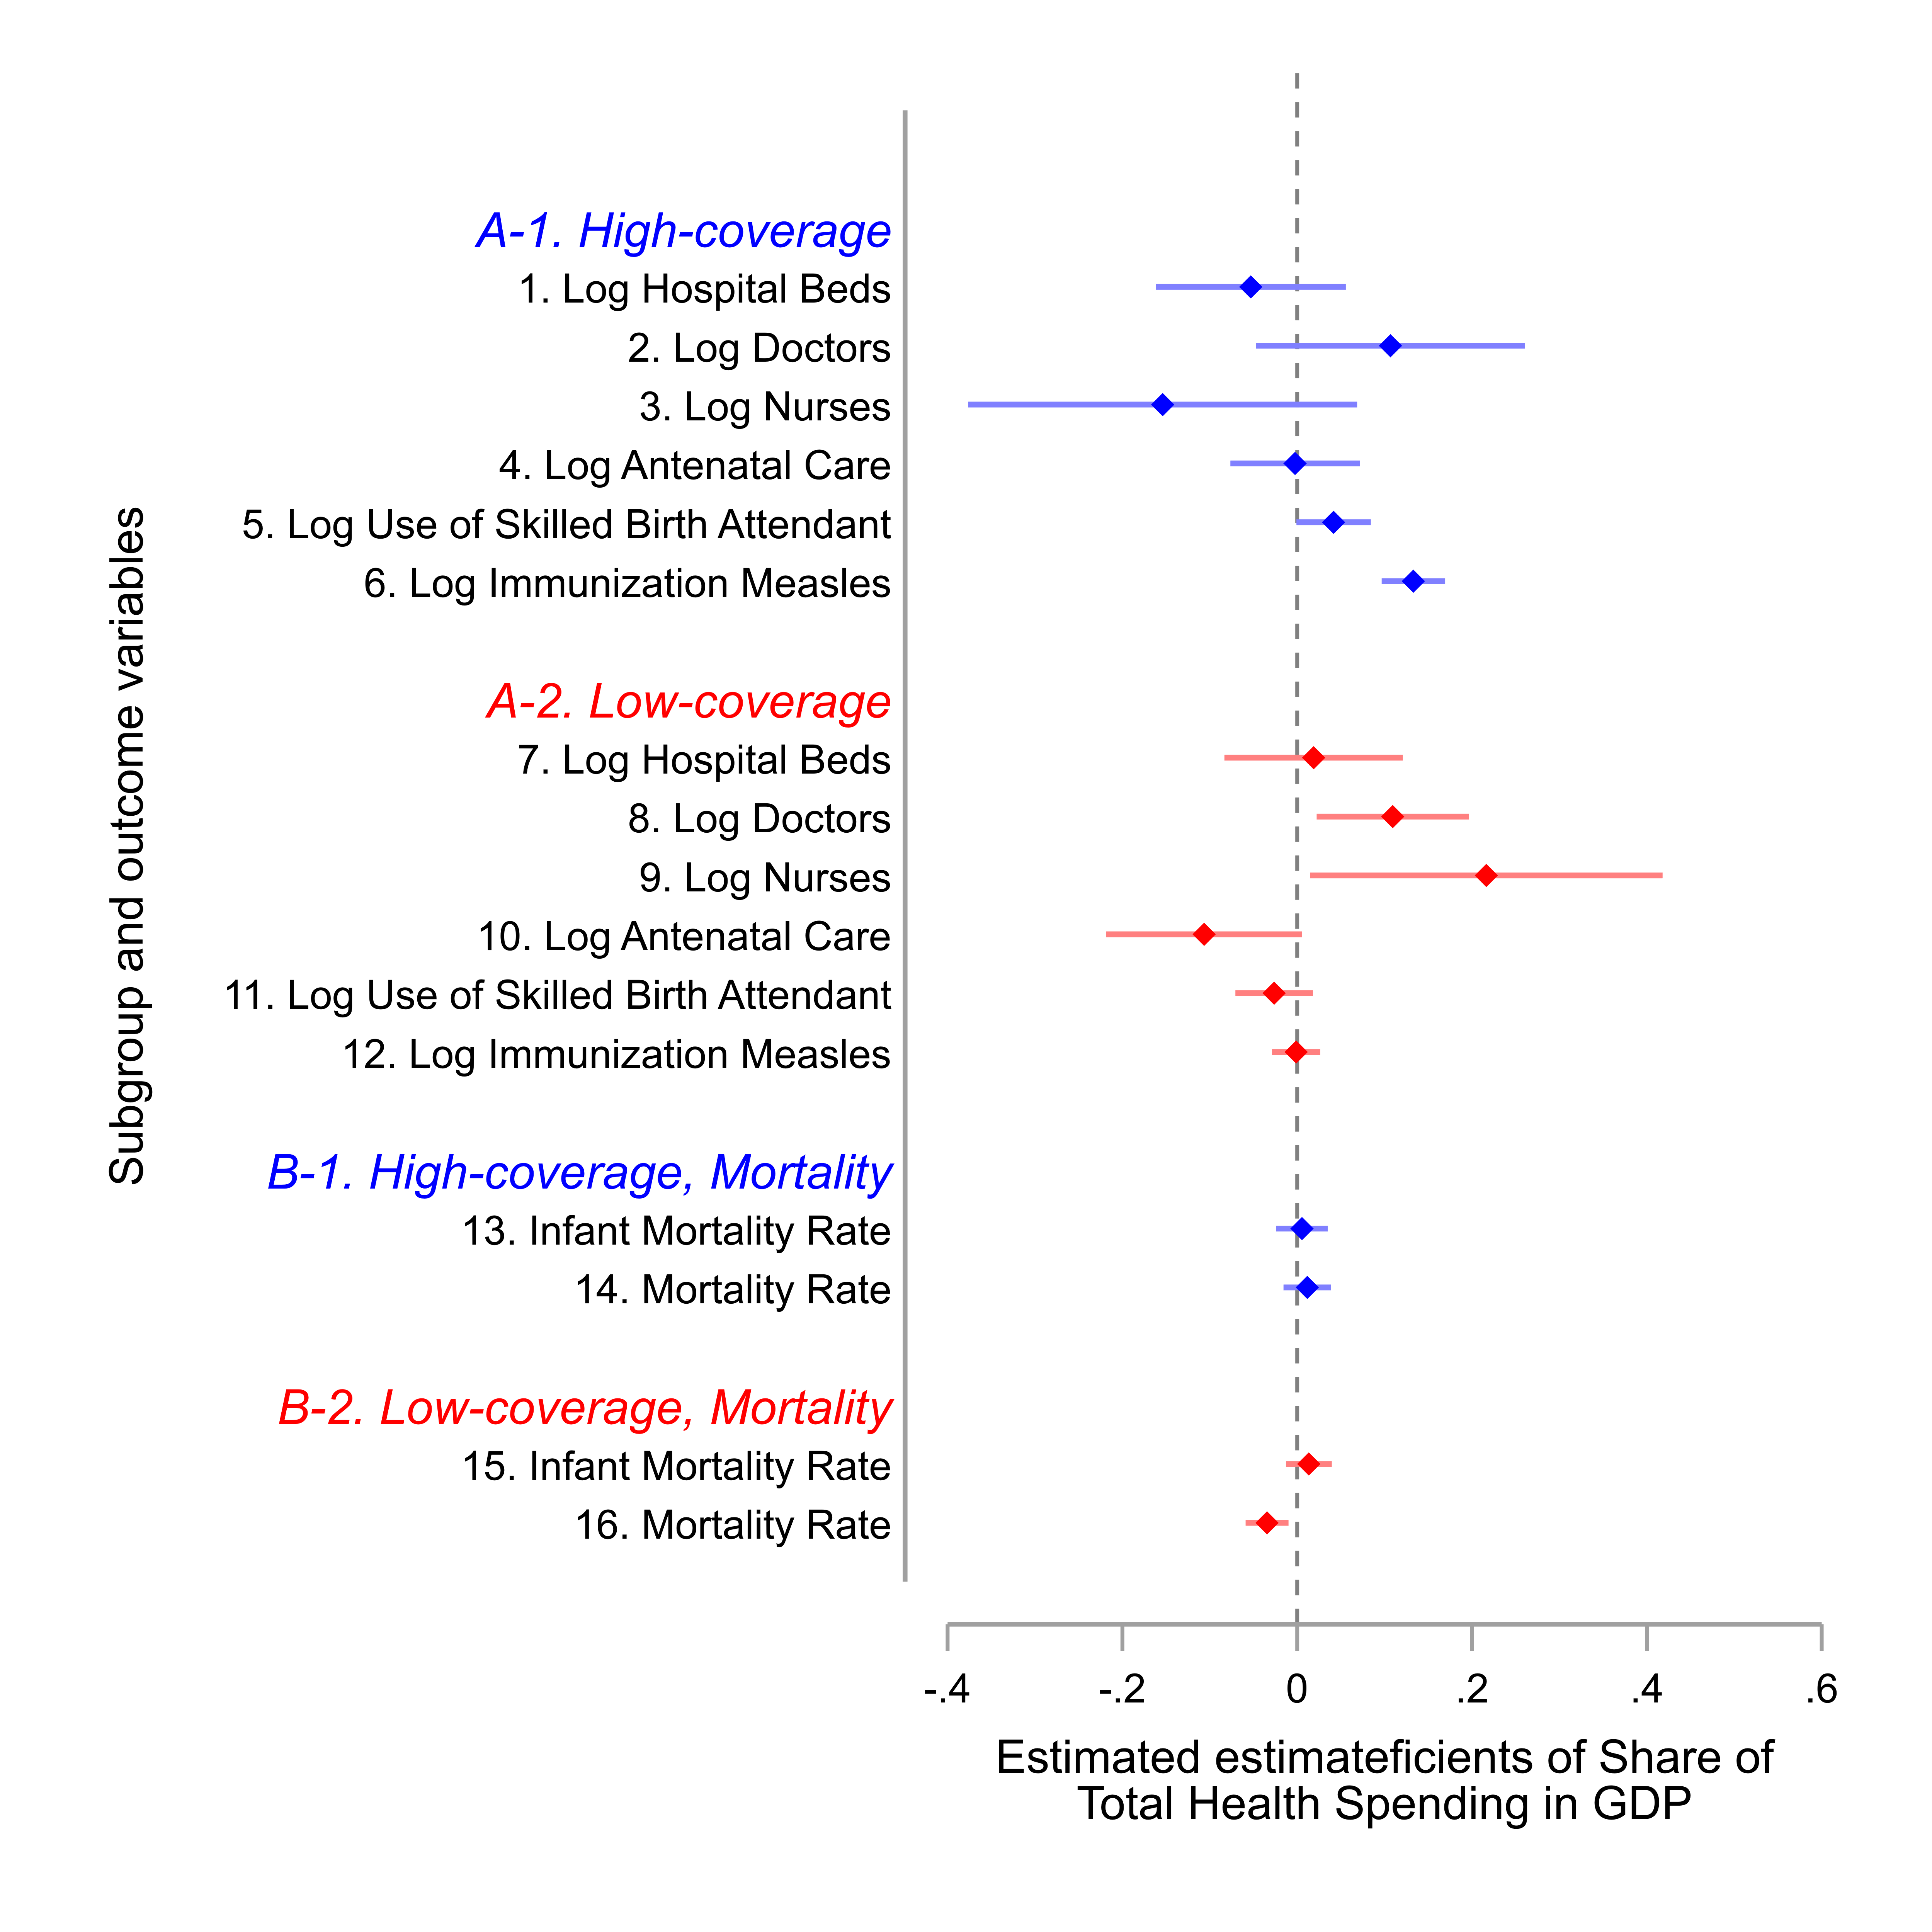 A-1. High-coverage
1. Log Hospital Beds
2. Log Doctors
3. Log Nurses
4. Log Antenatal Care
5. Log Use of Skilled Birth Attendant
6. Log Immunization Measles
A-2. Low-coverage
7. Log Hospital Beds
8. Log Doctors
9. Log Nurses
10. Log Antenatal Care
11. Log Use of Skilled Birth Attendant
12. Log Immunization Measles
B-1. High-coverage, Mortality
13. Infant Mortality Rate
14. Mortality Rate
B-2. Low-coverage, Mortality
15. Infant Mortality Rate
16. Mortality Rate
Subgroup and outcome variables
-.4 -.2 0 .2 .4 .6
Estimated estimateficients of Share of
Total Health Spending in GDP